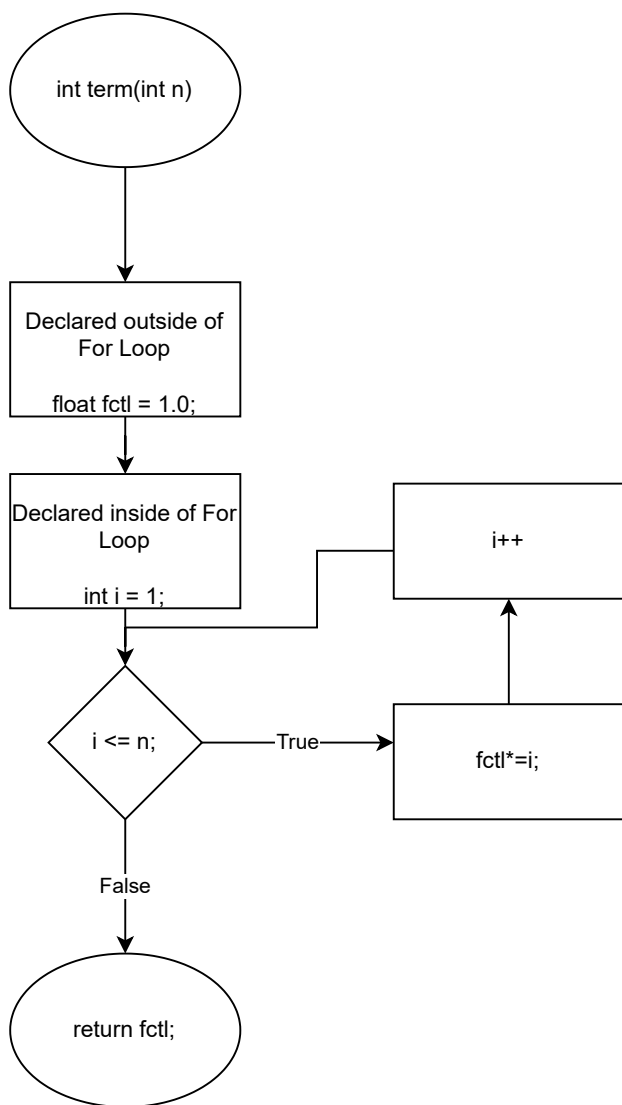 int term(int n)
Declared outside of
For Loop
float fctl = 1.0;
Declared inside of For
Loop
int i = 1;
i++
i <= n;
True
fctl*=i;
False
return fctl;